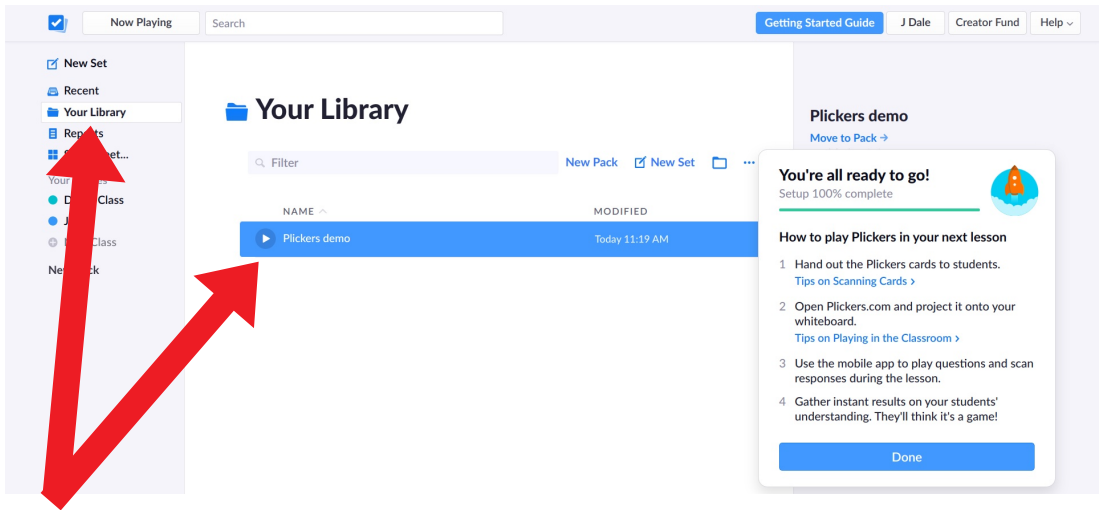 Now Playing
Search
Getting Started Guide
J Dale
Creator Fund
Help
New Set
Recent
Your Library
Reports
Your
Class
Class
Your Library
Filter
New Pack
New Set
...
NAME
MODIFIED
Plickers demo
Today 11:19 AM
Plickers demo
Move to Pack →
You're all ready to go!
Setup 100% complete
How to play Plickers in your next lesson
1 Hand out the Plickers cards to students.
Tips on Scanning Cards >
2 Open Plickers.com and project it onto your
whiteboard.
Tips on Playing in the Classroom >
3 Use the mobile app to play questions and scan
responses during the lesson.
4 Gather instant results on your students'
understanding. They'll think it's a game!
Done